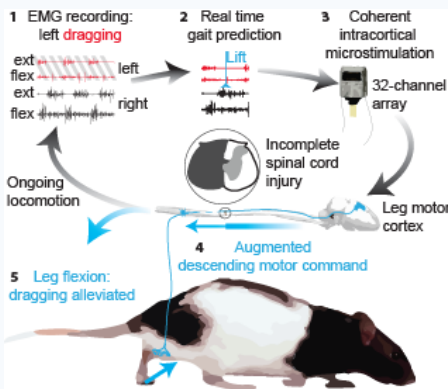 1 EMG recording:
left dragging
ext
flex
left
ext
flex
right
2 Real time
gait prediction
Lift
3 Coherent
intracortical
microstimulation
32-channel
array
Incomplete
spinal cord
injury
Ongoing
locomotion
Leg motor
cortex
4 Augmented
descending motor command
5 Leg flexion:
dragging alleviated